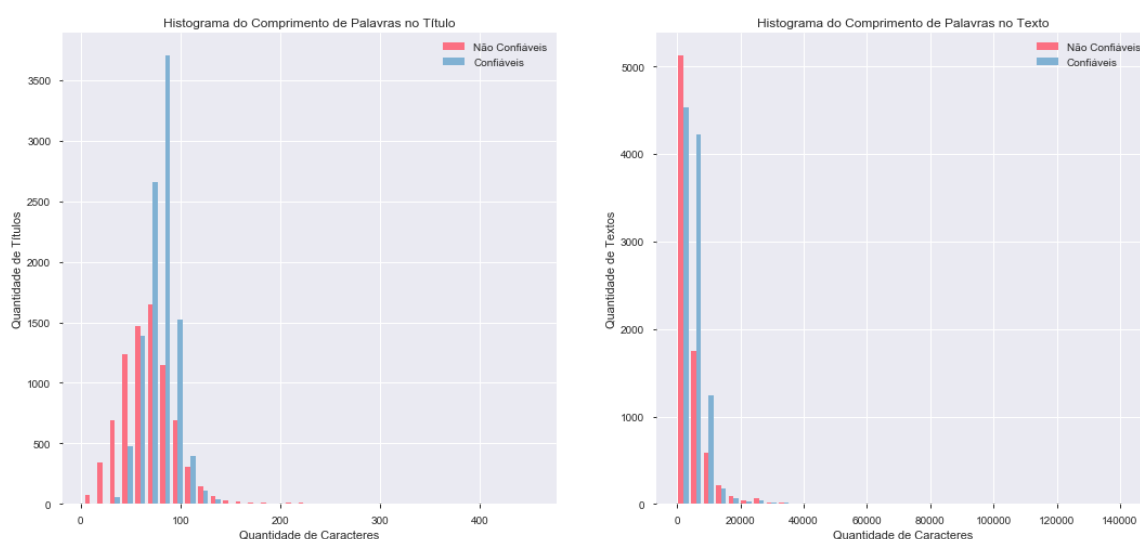 Histograma do Comprimento de Palavras no Título
Não Confiáveis
Confiáveis
3500
3000
2500
2000
1500
1000
500
0
Quantidade de Títulos
0 100 200 300 400
Quantidade de Caracteres
Histograma do Comprimento de Palavras no Texto
Não Confiáveis
Confiáveis
5000
4000
3000
2000
1000
0
Quantidade de Textos
0 20000 40000 60000 80000 100000 120000 140000
Quantidade de Caracteres